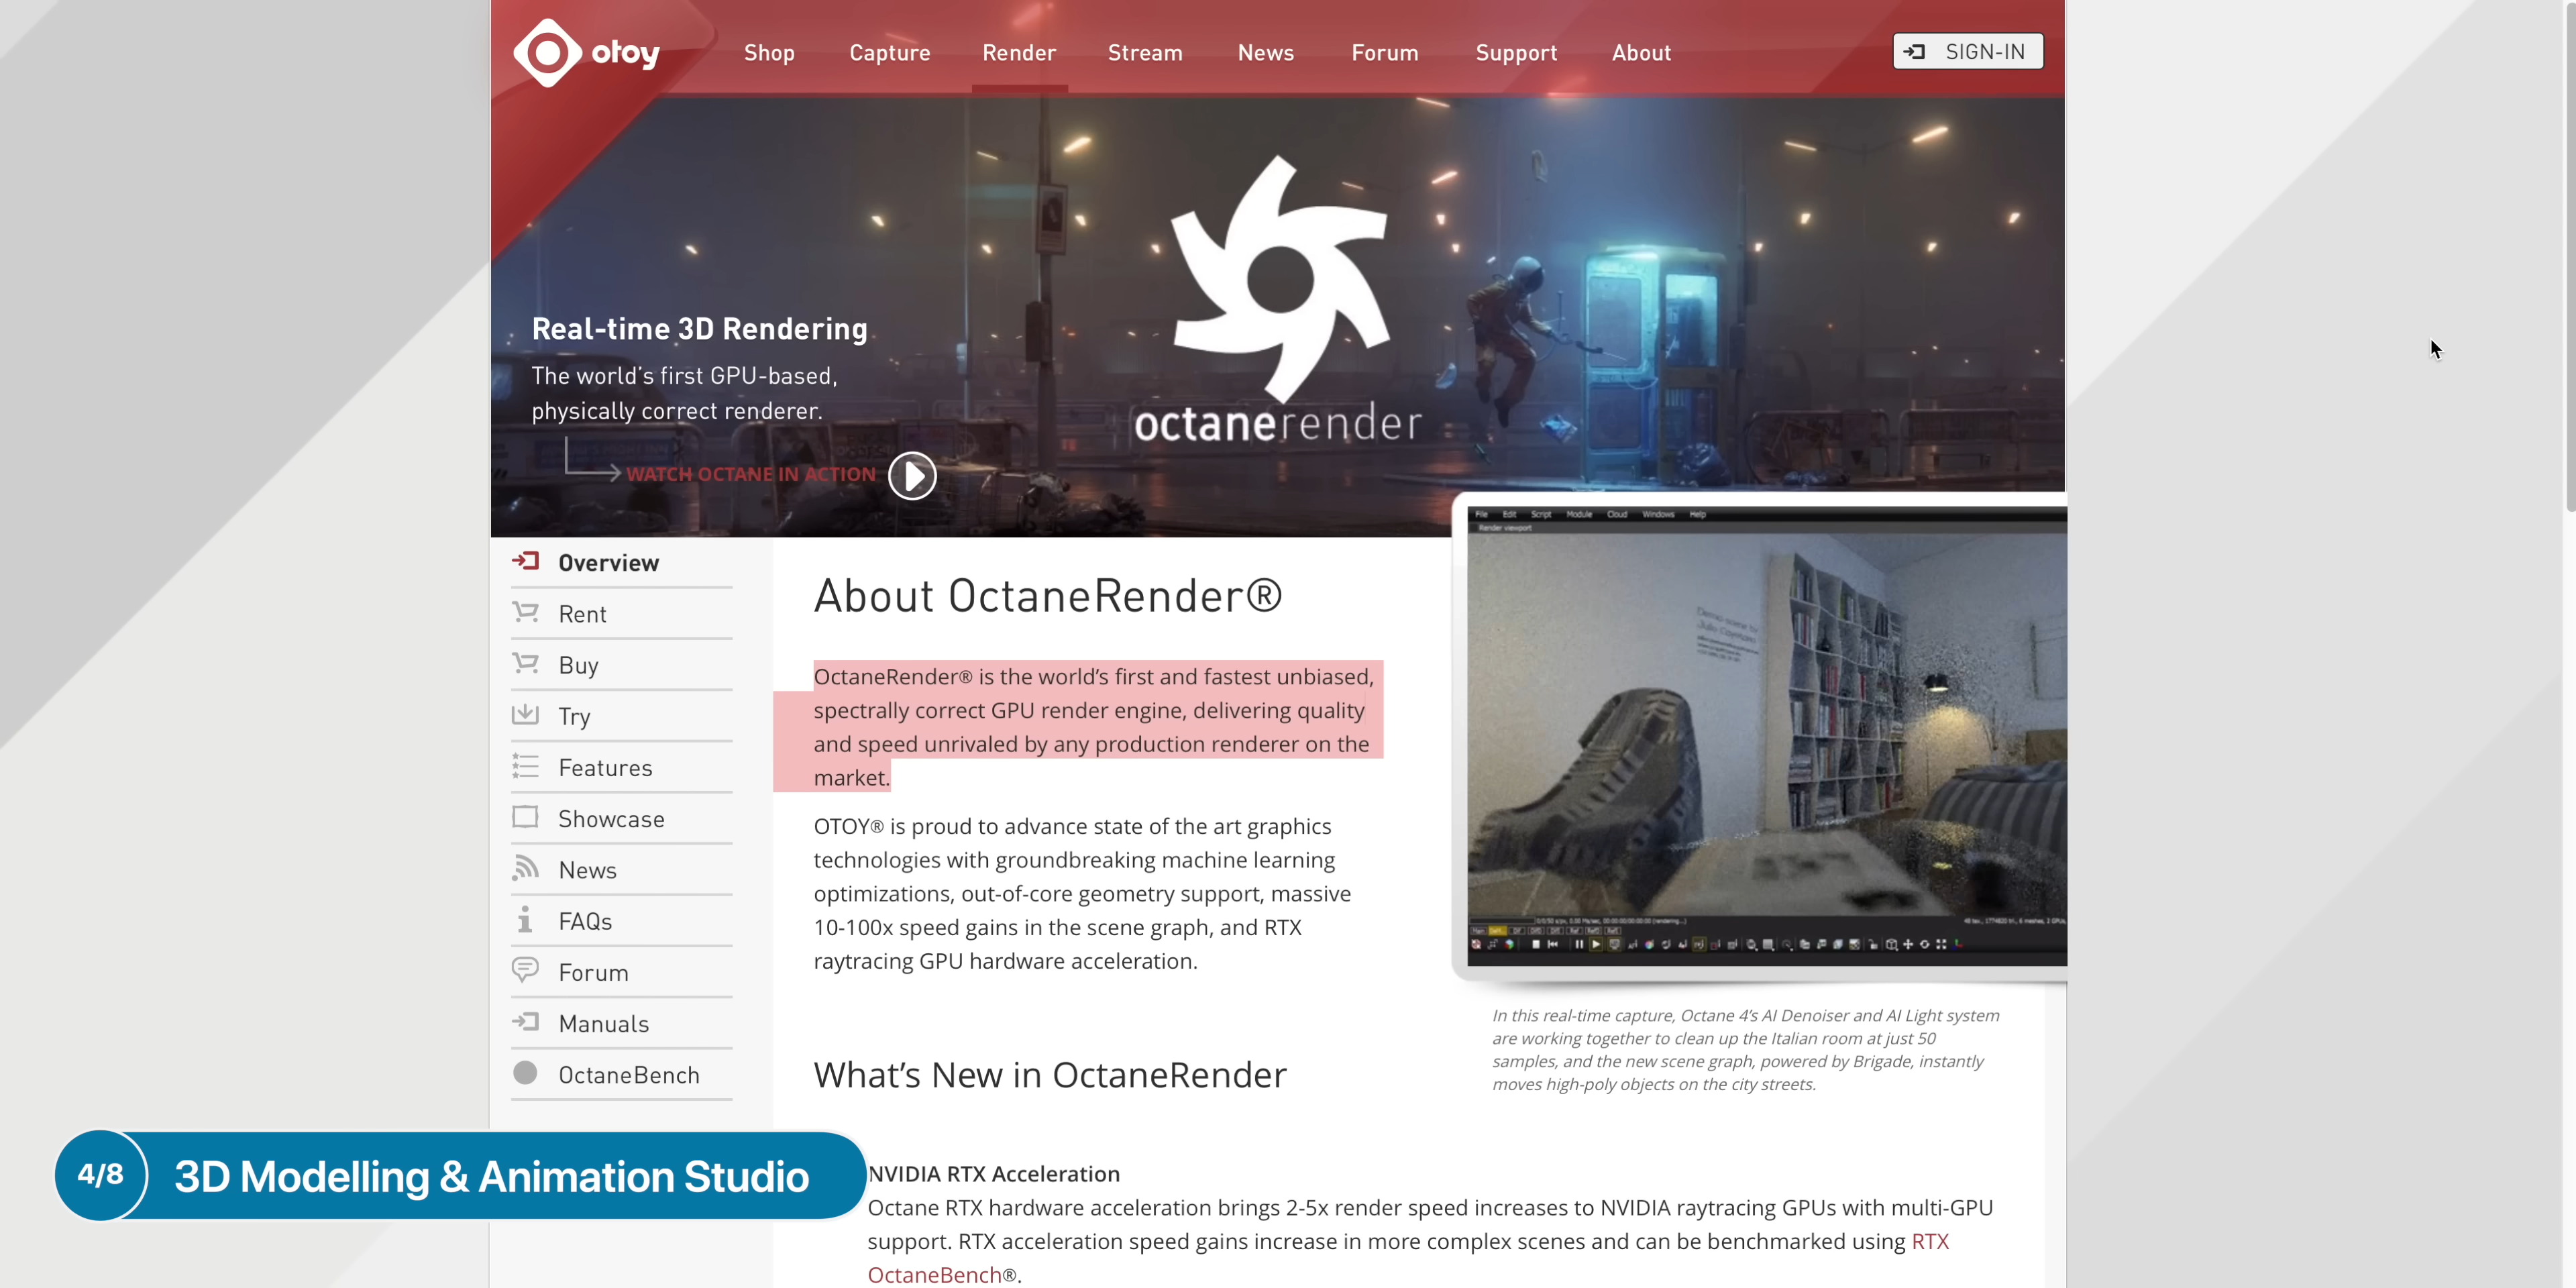 otoy
Shop
Capture
Render
Stream
News
Forum
Support
About
SIGN-IN
Real-time 3D Rendering
The world's first GPU-based,
physically correct renderer.
WATCH OCTANE IN ACTION
octanerender
Overview
Rent
Buy
Try
Features
Showcase
News
FAQs
Forum
Manuals
OctaneBench
About OctaneRender®
OctaneRender® is the world's first and fastest unbiased,
spectrally correct GPU render engine, delivering quality
and speed unrivaled by any production renderer on the
market.
OTOY® is proud to advance state of the art graphics
technologies with groundbreaking machine learning
optimizations, out-of-core geometry support, massive
10-100x speed gains in the scene graph, and RTX
raytracing GPU hardware acceleration.
File Edit Script Module Cloud Windows Help
Render viewport
In this real-time capture, Octane 4's AI Denoiser and AI Light system
are working together to clean up the Italian room at just 50
samples, and the new scene graph, powered by Brigade, instantly
moves high-poly objects on the city streets.
What's New in OctaneRender
NVIDIA RTX Acceleration
Octane RTX hardware acceleration brings 2-5x render speed increases to NVIDIA raytracing GPUs with multi-GPU
support. RTX acceleration speed gains increase in more complex scenes and can be benchmarked using RTX
OctaneBench®.
4/8
3D Modelling & Animation Studio